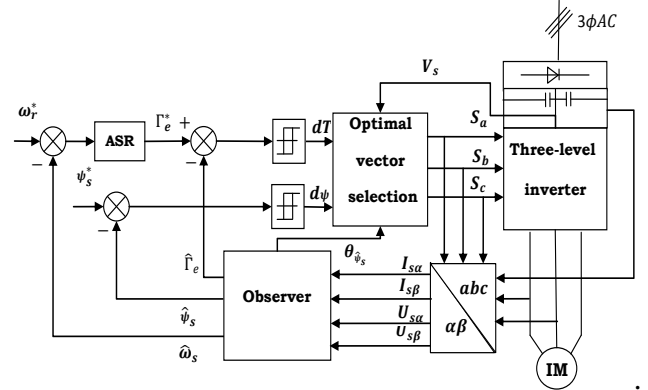 3ϕAC
V_s
ω_r^*
Γ_e^* +
ASR
−
−
dT
Optimal
vector
selection
S_a
S_b
S_c
Three-level
inverter
ψ_s^*
−
dψ
θ_ψ̂_s
Γ̂_e
Observer
I_sα
I_sβ
abc
ψ̂_s
U_sα
αβ
U_sβ
ω̂_s
IM
.